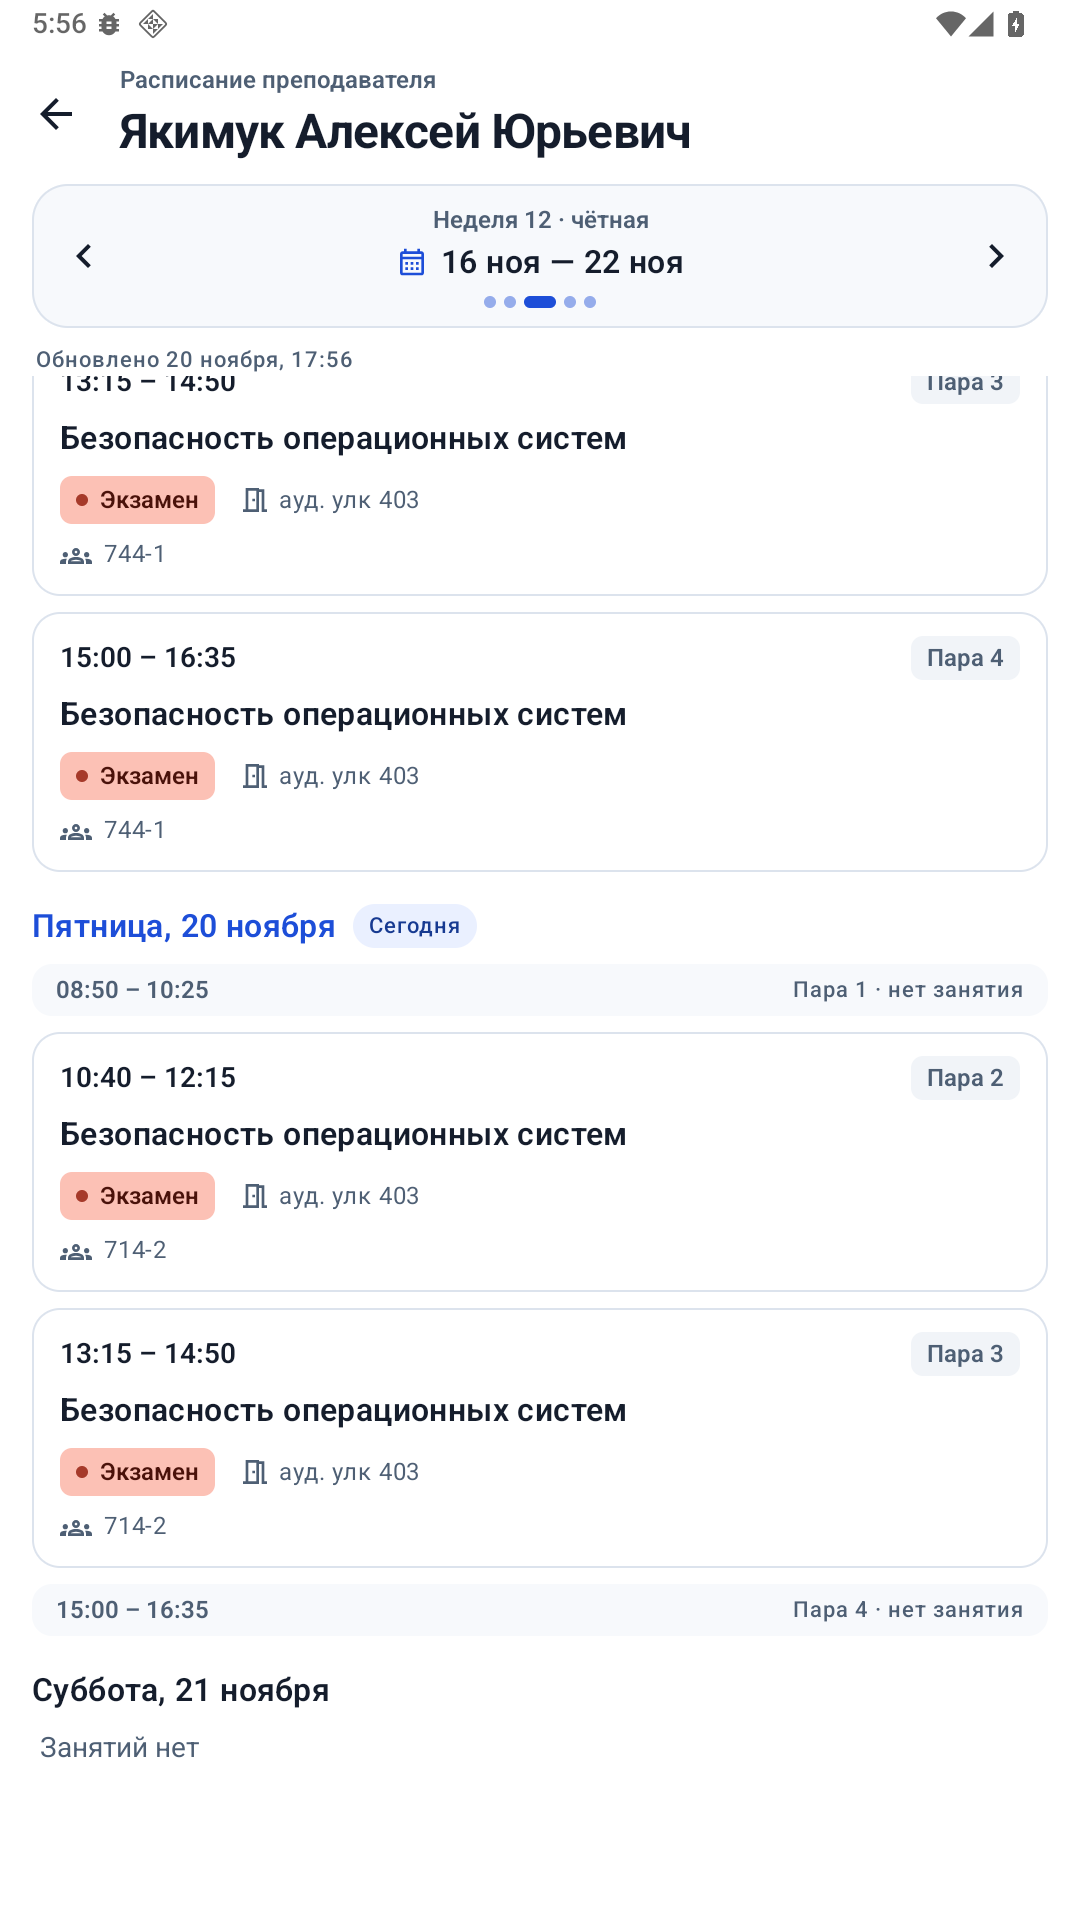 5:56
Расписание преподавателя
Якимук Алексей Юрьевич
Неделя 12 · чётная
16 ноя — 22 ноя
Обновлено 20 ноября, 17:56
13:15 – 14:50
Пара 3
Безопасность операционных систем
Экзамен
ауд. улк 403
744-1
15:00 – 16:35
Пара 4
Безопасность операционных систем
Экзамен
ауд. улк 403
744-1
Пятница, 20 ноября
Сегодня
08:50 – 10:25
Пара 1 · нет занятия
10:40 – 12:15
Пара 2
Безопасность операционных систем
Экзамен
ауд. улк 403
714-2
13:15 – 14:50
Пара 3
Безопасность операционных систем
Экзамен
ауд. улк 403
714-2
15:00 – 16:35
Пара 4 · нет занятия
Суббота, 21 ноября
Занятий нет